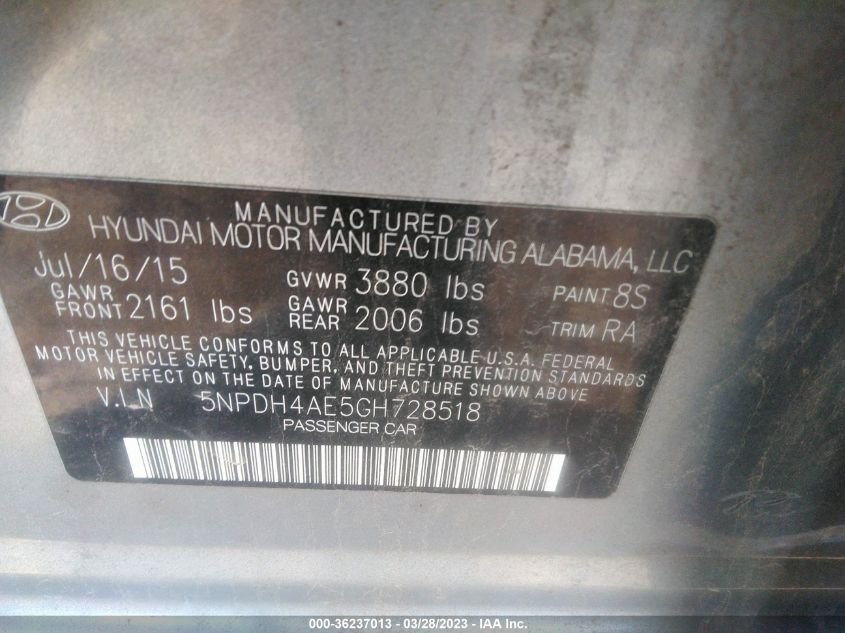 MANUFACTURED BY
HYUNDAI MOTOR MANUFACTURING ALABAMA, LLC
Jul/16/15 GVWR 3880 lbs PAINT 8S
GAWR FRONT 2161 lbs GAWR REAR 2006 lbs TRIM RA
THIS VEHICLE CONFORMS TO ALL APPLICABLE U.S.A. FEDERAL
MOTOR VEHICLE SAFETY, BUMPER, AND THEFT PREVENTION STANDARDS
IN EFFECT ON THE DATE OF MANUFACTURE SHOWN ABOVE
V.I.N 5NPDH4AE5GH728518
PASSENGER CAR
000-36237013 - 03/28/2023 - IAA Inc.